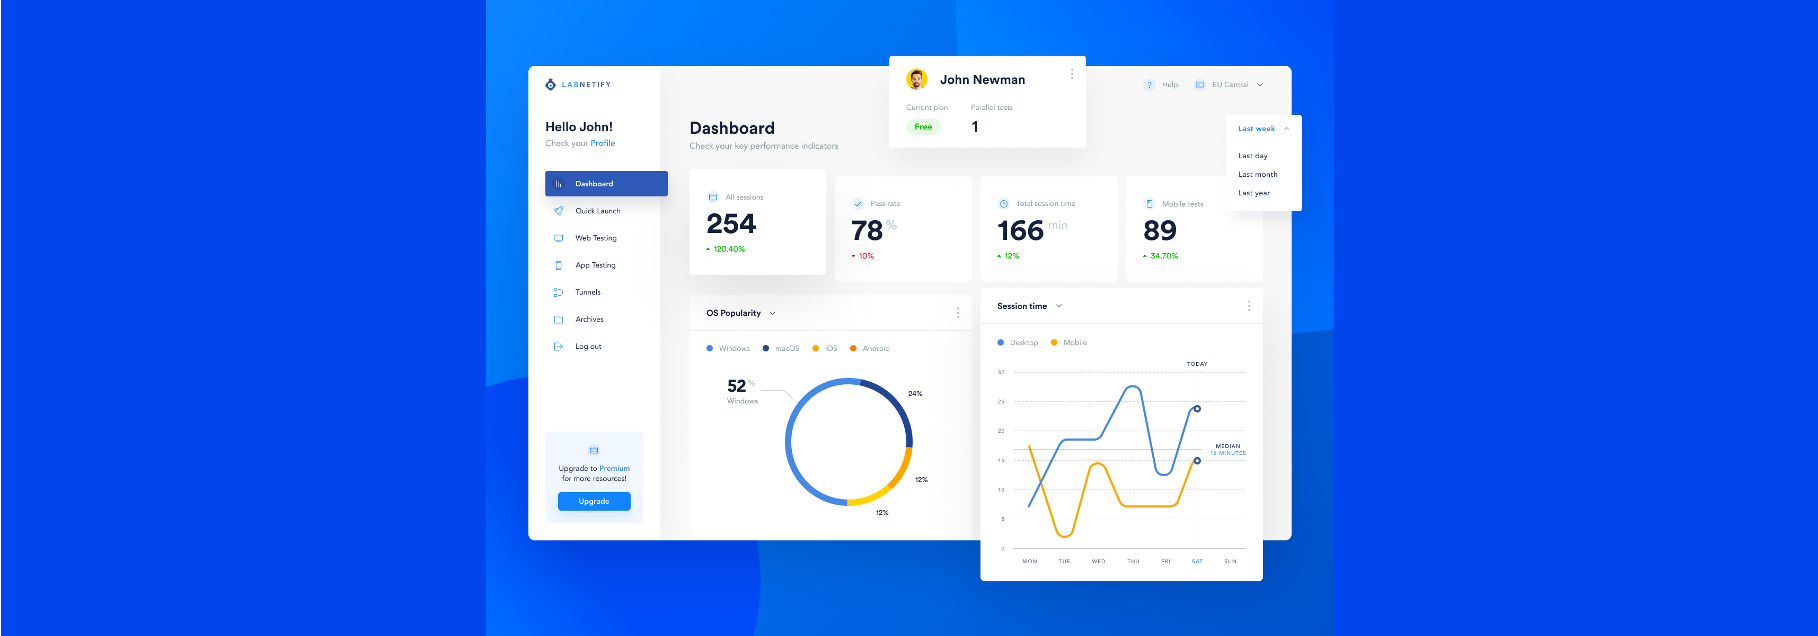 LABNETIFY
Hello John!
Check your Profile
Dashboard
Quick Launch
Web Testing
App Testing
Tunnels
Archives
Log out
Upgrade to Premium
for more resources!
Upgrade
Dashboard
Check your key performance indicators
John Newman
Current plan
Parallel tests
Free
1
? Help
EU Central
Last week
Last day
Last month
Last year
All sessions
254
120.40%
Pass rate
78 %
10%
Total session time
166 min
12%
Mobile tests
89
34.70%
OS Popularity
Windows macOS iOS Android
52 %
Windows
24%
12%
12%
Session time
Desktop Mobile
TODAY
30
25
20
15
10
5
0
MEDIAN
16 MINUTES
MON TUE WED THU FRI SAT SUN